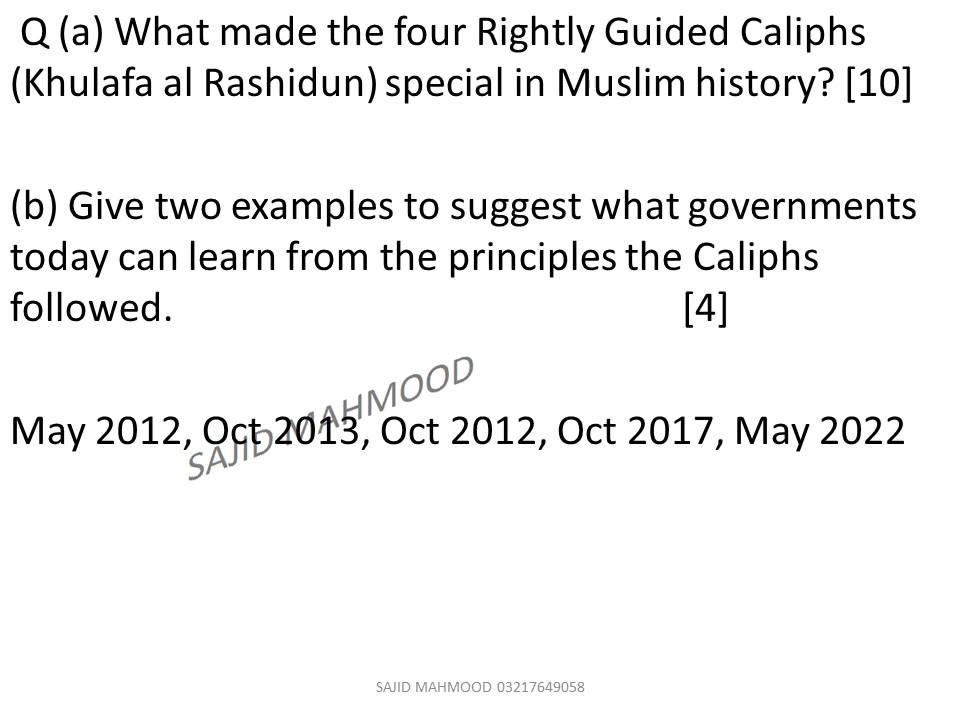 Q (a) What made the four Rightly Guided Caliphs
(Khulafa al Rashidun) special in Muslim history? [10]
(b) Give two examples to suggest what governments
today can learn from the principles the Caliphs
followed. [4]
SAJID MAHMOOD
May 2012, Oct 2013, Oct 2012, Oct 2017, May 2022
SAJID MAHMOOD 03217649058